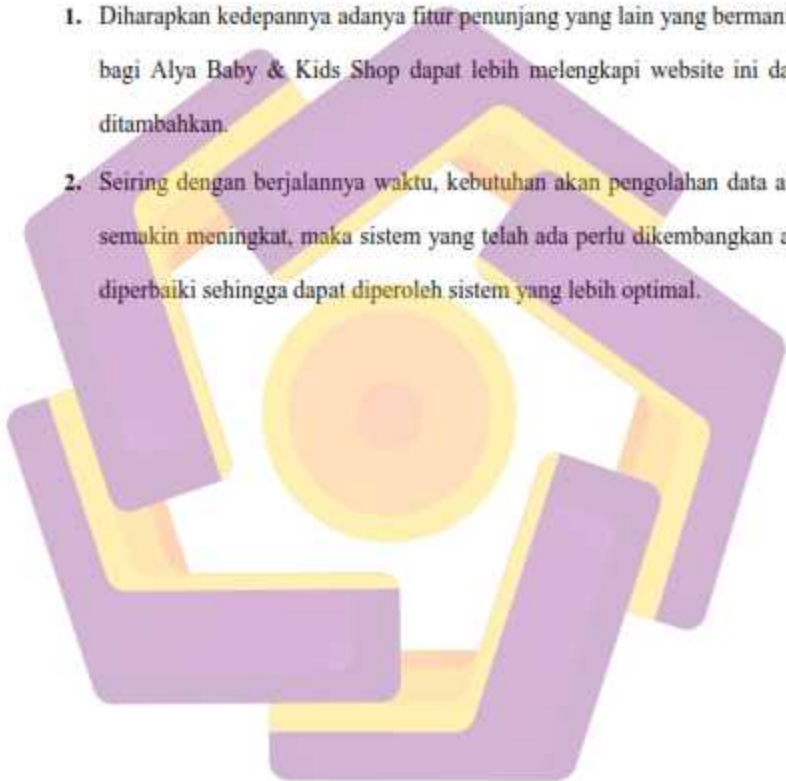 1. Diharapkan kedepannya adanya fitur penunjang yang lain yang berman
bagi Alya Baby & Kids Shop dapat lebih melengkapi website ini da
ditambahkan.
2. Seiring dengan berjalannya waktu, kebutuhan akan pengolahan data a
semakin meningkat, maka sistem yang telah ada perlu dikembangkan a
diperbaiki sehingga dapat diperoleh sistem yang lebih optimal.